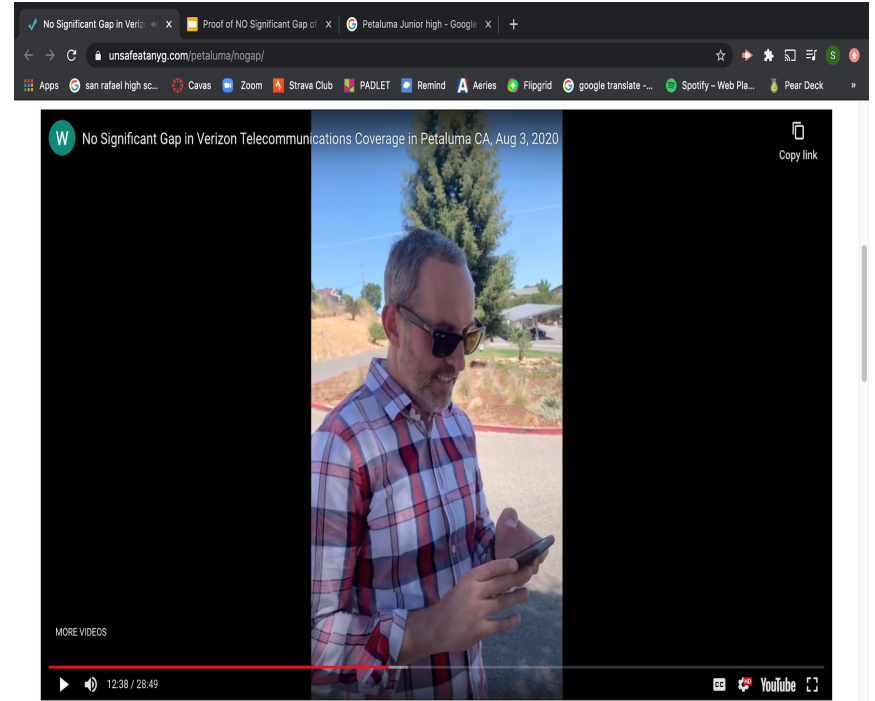 No Significant Gap in Veriz
Proof of NO Significant Gap of
Petaluma Junior high - Google
unsafeatanyg.com/petaluma/nogap/
S
Apps
san rafael high sc...
Cavas
Zoom
Strava Club
PADLET
Remind
Aeries
Flipgrid
google translate -...
Spotify – Web Pla...
Pear Deck
»
W
No Significant Gap in Verizon Telecommunications Coverage in Petaluma CA, Aug 3, 2020
Copy link
MORE VIDEOS
12:38 / 28:49
CC
HD
YouTube